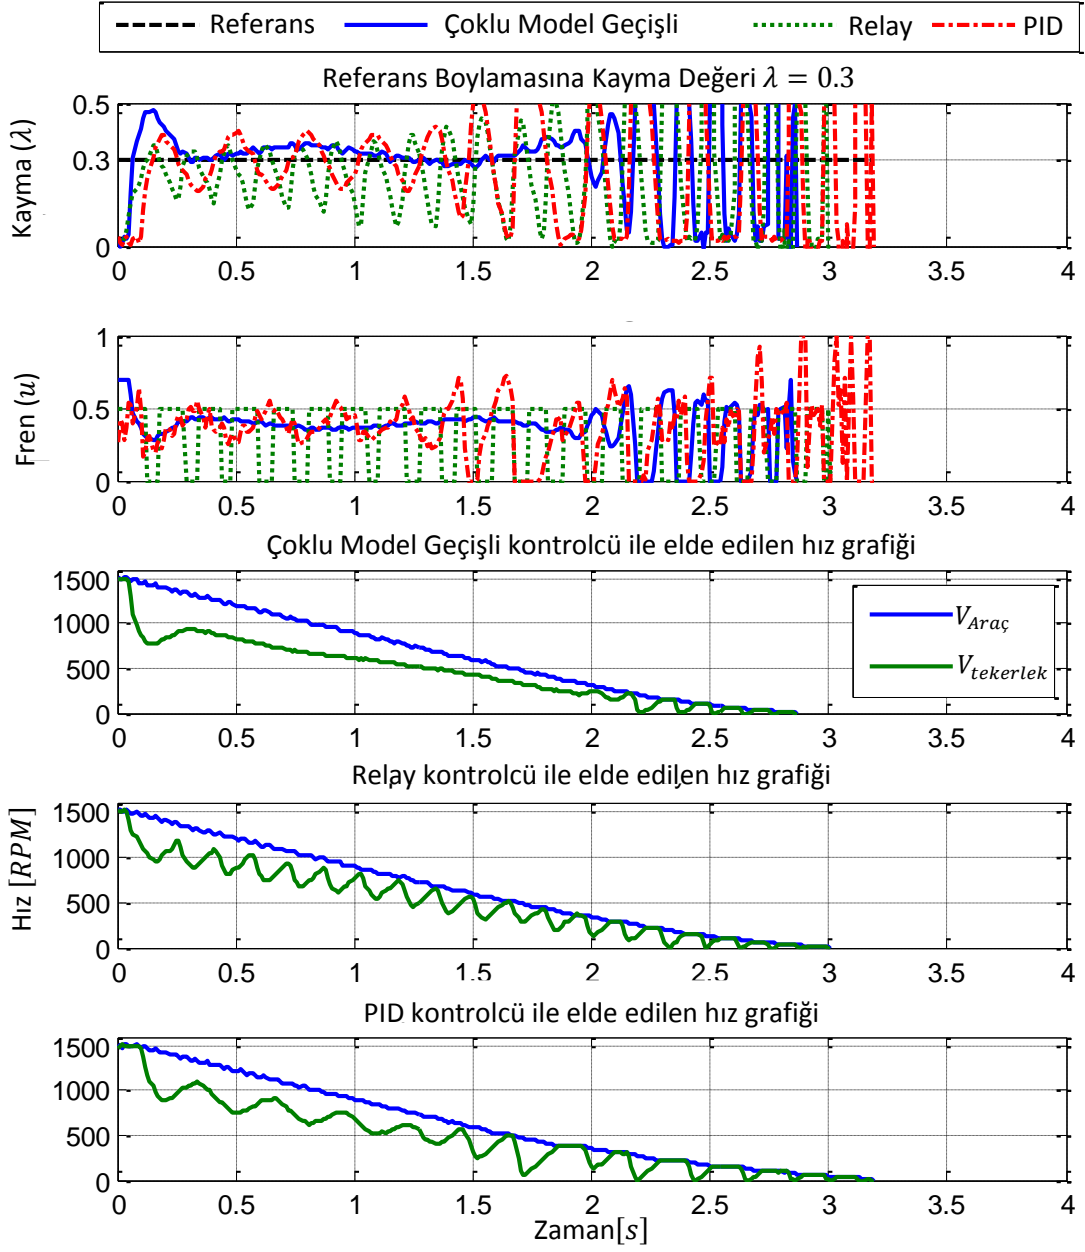 Referans Çoklu Model Geçişli Relay PID
Referans Boylamasına Kayma Değeri λ = 0.3
Kayma (λ)
0.5
0.3
0
0 0.5 1 1.5 2 2.5 3 3.5 4
Fren (u)
1
0.5
0
0 0.5 1 1.5 2 2.5 3 3.5 4
Çoklu Model Geçişli kontrolcü ile elde edilen hız grafiği
1500
1000
500
0
V_Araç
V_tekerlek
0 0.5 1 1.5 2 2.5 3 3.5 4
Relay kontrolcü ile elde edilen hız grafiği
Hız [RPM]
1500
1000
500
0
0 0.5 1 1.5 2 2.5 3 3.5 4
PID kontrolcü ile elde edilen hız grafiği
1500
1000
500
0
0 0.5 1 1.5 2 2.5 3 3.5 4
Zaman[s]